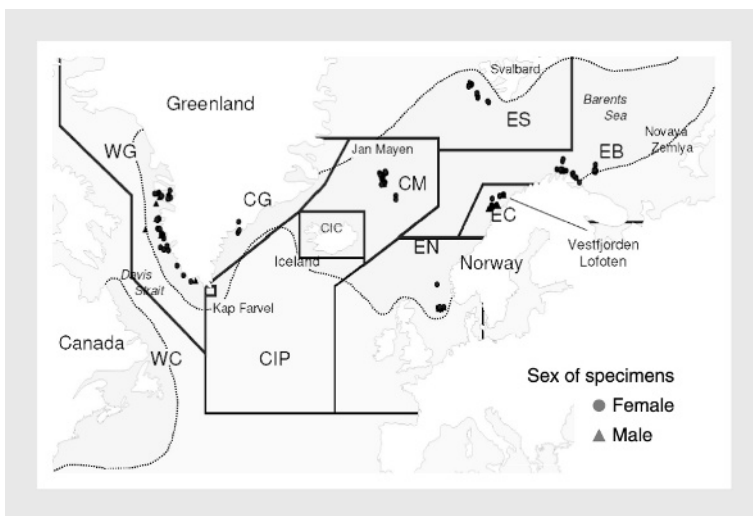 Svalbard
Greenland
Barents
Sea
ES
Novaya
Zemlya
WG
Jan Mayen
EB
CG
CM
CIC
EC
EN
Vestfjorden
Lofoten
Iceland
Norway
Davis
Strait
Kap Farvel
Canada
WC
CIP
Sex of specimens
Female
Male